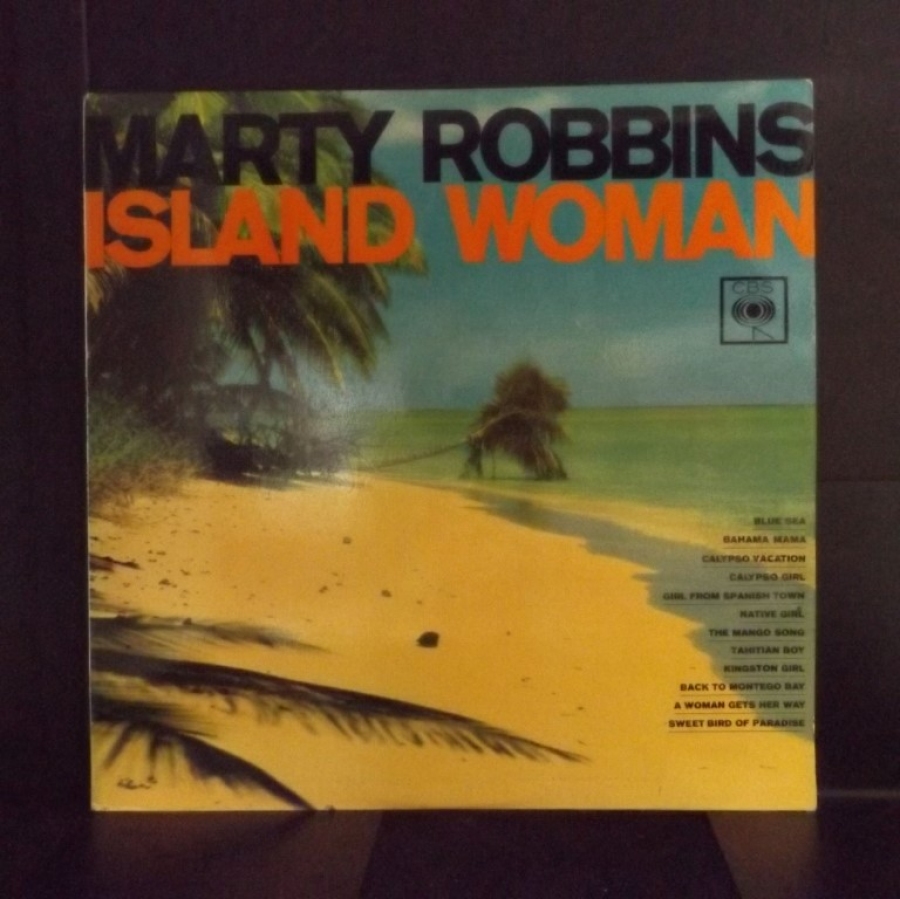 MARTY ROBBINS
ISLAND WOMAN
CBS
BLUE SEA
BAHAMA MAMA
CALYPSO VACATION
CALYPSO GIRL
GIRL FROM SPANISH TOWN
NATIVE GIRL
THE MANGO SONG
TAHITIAN BOY
KINGSTON GIRL
BACK TO MONTEGO BAY
A WOMAN GETS HER WAY
SWEET BIRD OF PARADISE